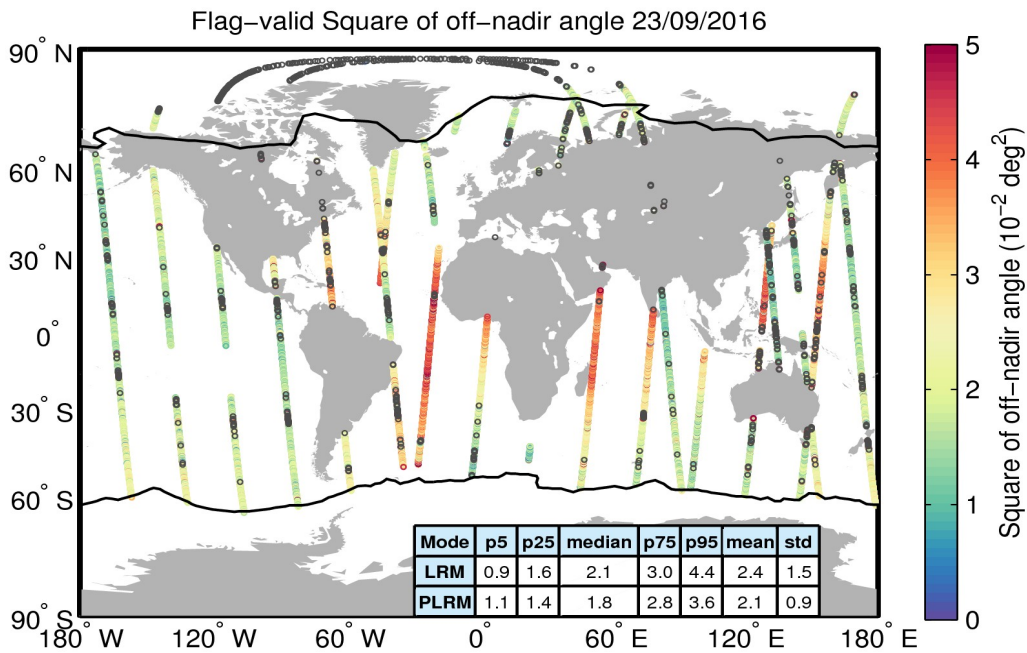 Flag−valid Square of off−nadir angle 23/09/2016
90° N
60° N
30° N
0°
30° S
60° S
90° S
180° W
120° W
60° W
0°
60° E
120° E
180° E
Mode p5 p25 median p75 p95 mean std
LRM 0.9 1.6 2.1 3.0 4.4 2.4 1.5
PLRM 1.1 1.4 1.8 2.8 3.6 2.1 0.9
5
4
3
2
1
0
Square of off−nadir angle (10⁻² deg²)